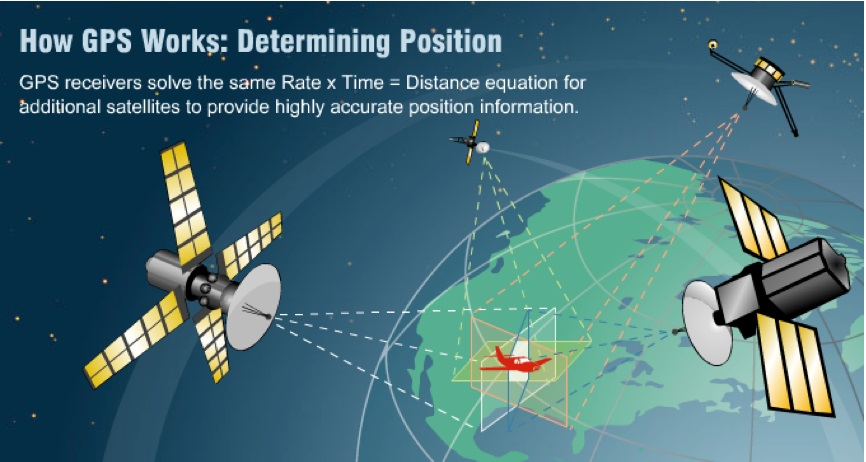 How GPS Works: Determining Position
GPS receivers solve the same Rate x Time = Distance equation for
additional satellites to provide highly accurate position information.